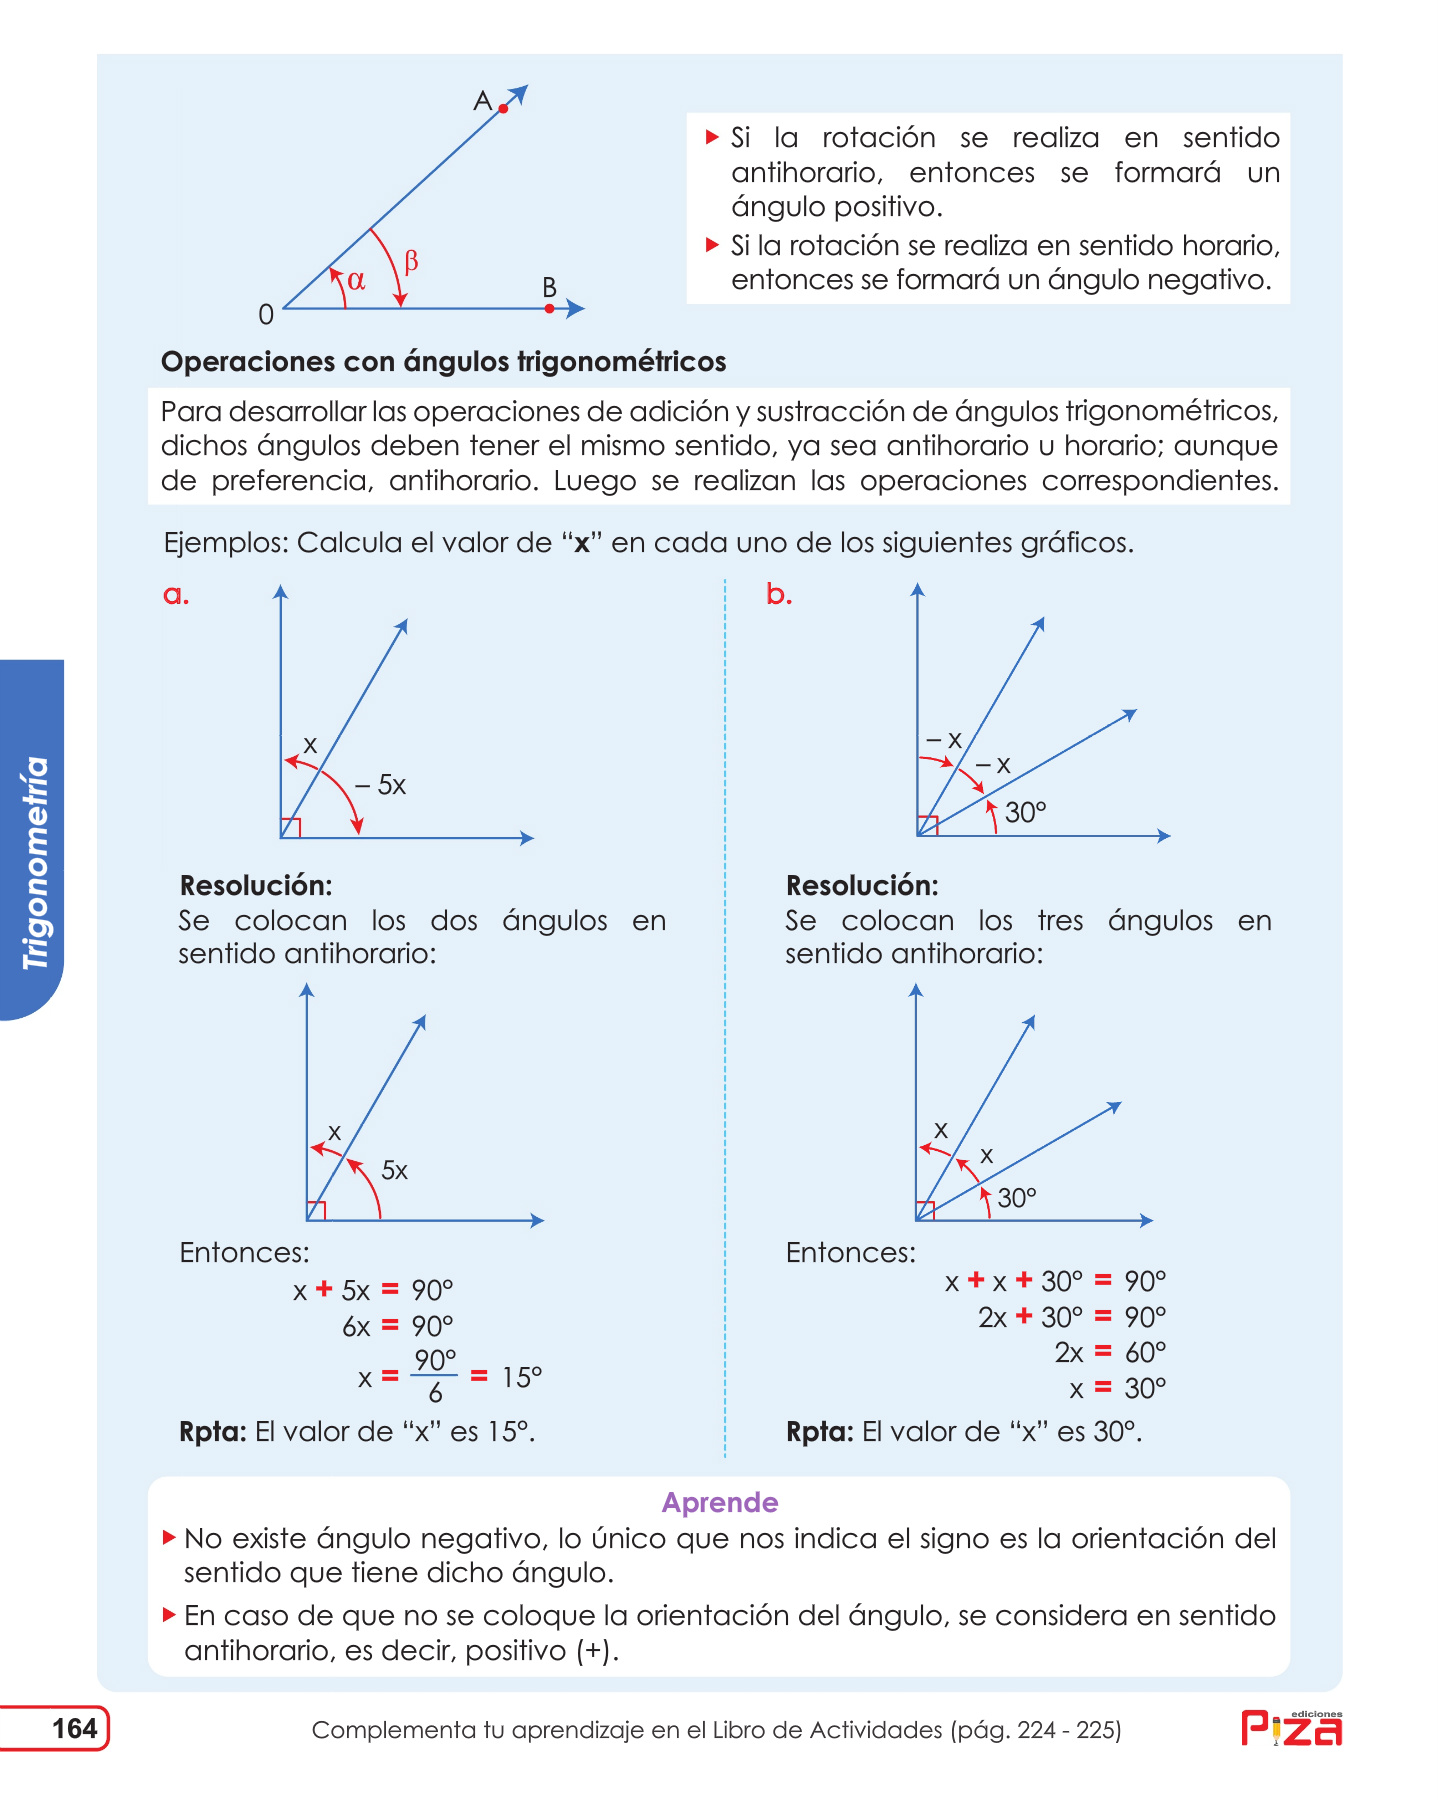 A
α
β
B
0
▶ Si la rotación se realiza en sentido
antihorario, entonces se formará un
ángulo positivo.
▶ Si la rotación se realiza en sentido horario,
entonces se formará un ángulo negativo.
Operaciones con ángulos trigonométricos
Para desarrollar las operaciones de adición y sustracción de ángulos trigonométricos,
dichos ángulos deben tener el mismo sentido, ya sea antihorario u horario; aunque
de preferencia, antihorario. Luego se realizan las operaciones correspondientes.
Ejemplos: Calcula el valor de “x” en cada uno de los siguientes gráficos.
a.
x
– 5x
Resolución:
Se colocan los dos ángulos en
sentido antihorario:
x
5x
Entonces:
x + 5x = 90°
6x = 90°
x = 90°/6 = 15°
Rpta: El valor de “x” es 15°.
b.
– x
– x
30°
Resolución:
Se colocan los tres ángulos en
sentido antihorario:
x
x
30°
Entonces:
x + x + 30° = 90°
2x + 30° = 90°
2x = 60°
x = 30°
Rpta: El valor de “x” es 30°.
Aprende
▶ No existe ángulo negativo, lo único que nos indica el signo es la orientación del
sentido que tiene dicho ángulo.
▶ En caso de que no se coloque la orientación del ángulo, se considera en sentido
antihorario, es decir, positivo (+).
Trigonometría
164
Complementa tu aprendizaje en el Libro de Actividades (pág. 224 - 225)
ediciones
Piza